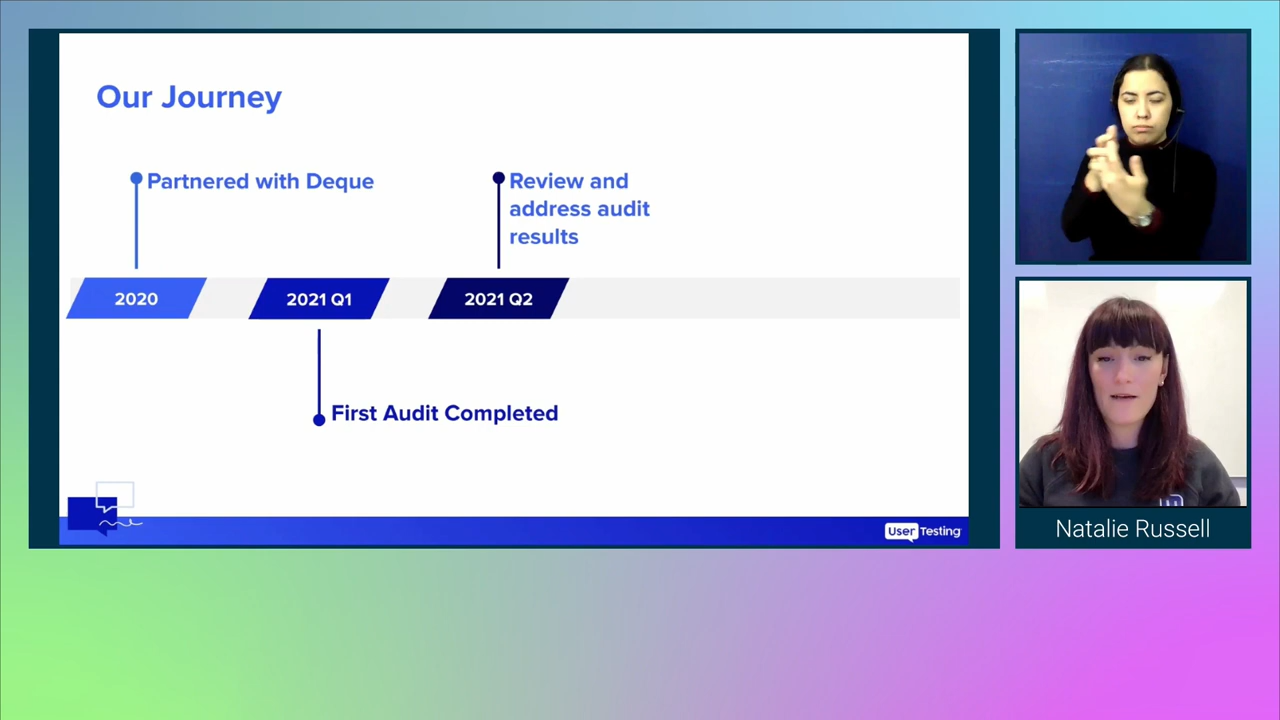 Our Journey
Partnered with Deque
Review and
address audit
results
2020
2021 Q1
2021 Q2
First Audit Completed
User Testing
Natalie Russell